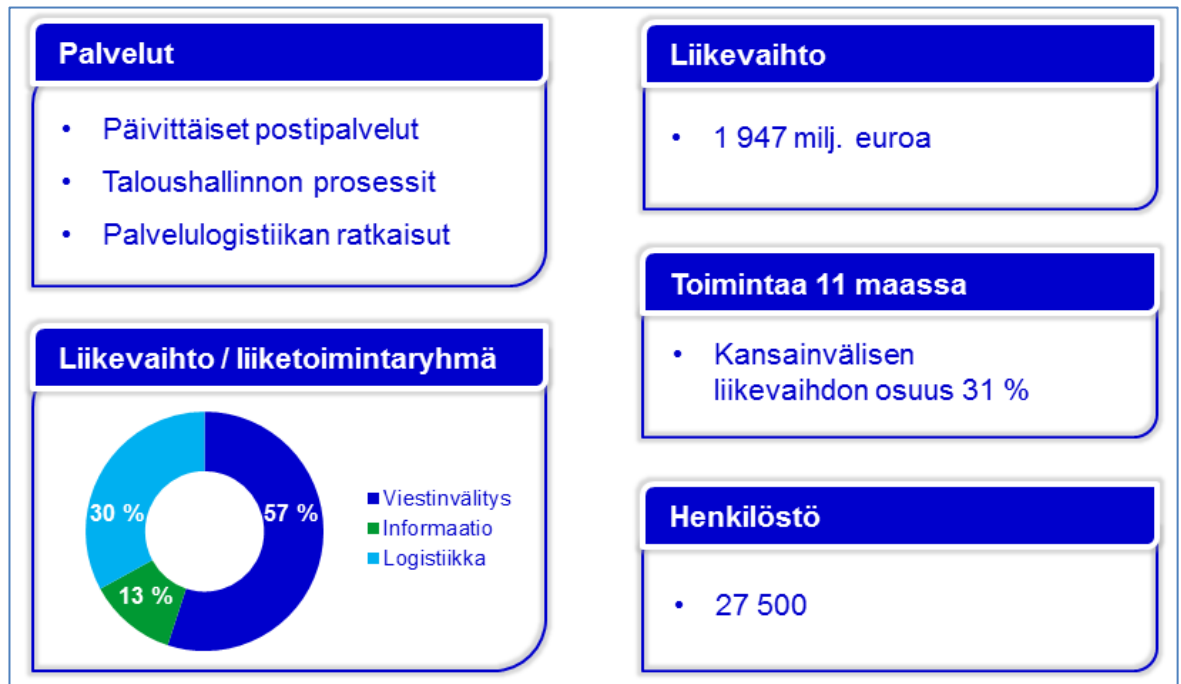 Palvelut
• Päivittäiset postipalvelut
• Taloushallinnon prosessit
• Palvelulogistiikan ratkaisut
Liikevaihto / liiketoimintaryhmä
30 %
57 %
13 %
Viestinvälitys
Informaatio
Logistiikka
Liikevaihto
• 1 947 milj. euroa
Toimintaa 11 maassa
• Kansainvälisen
liikevaihdon osuus 31 %
Henkilöstö
• 27 500